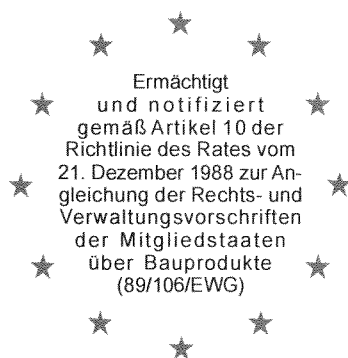 Ermächtigt
und notifiziert
gemäß Artikel 10 der
Richtlinie des Rates vom
21. Dezember 1988 zur An-
gleichung der Rechts- und
Verwaltungsvorschriften
der Mitgliedstaaten
über Bauprodukte
(89/106/EWG)